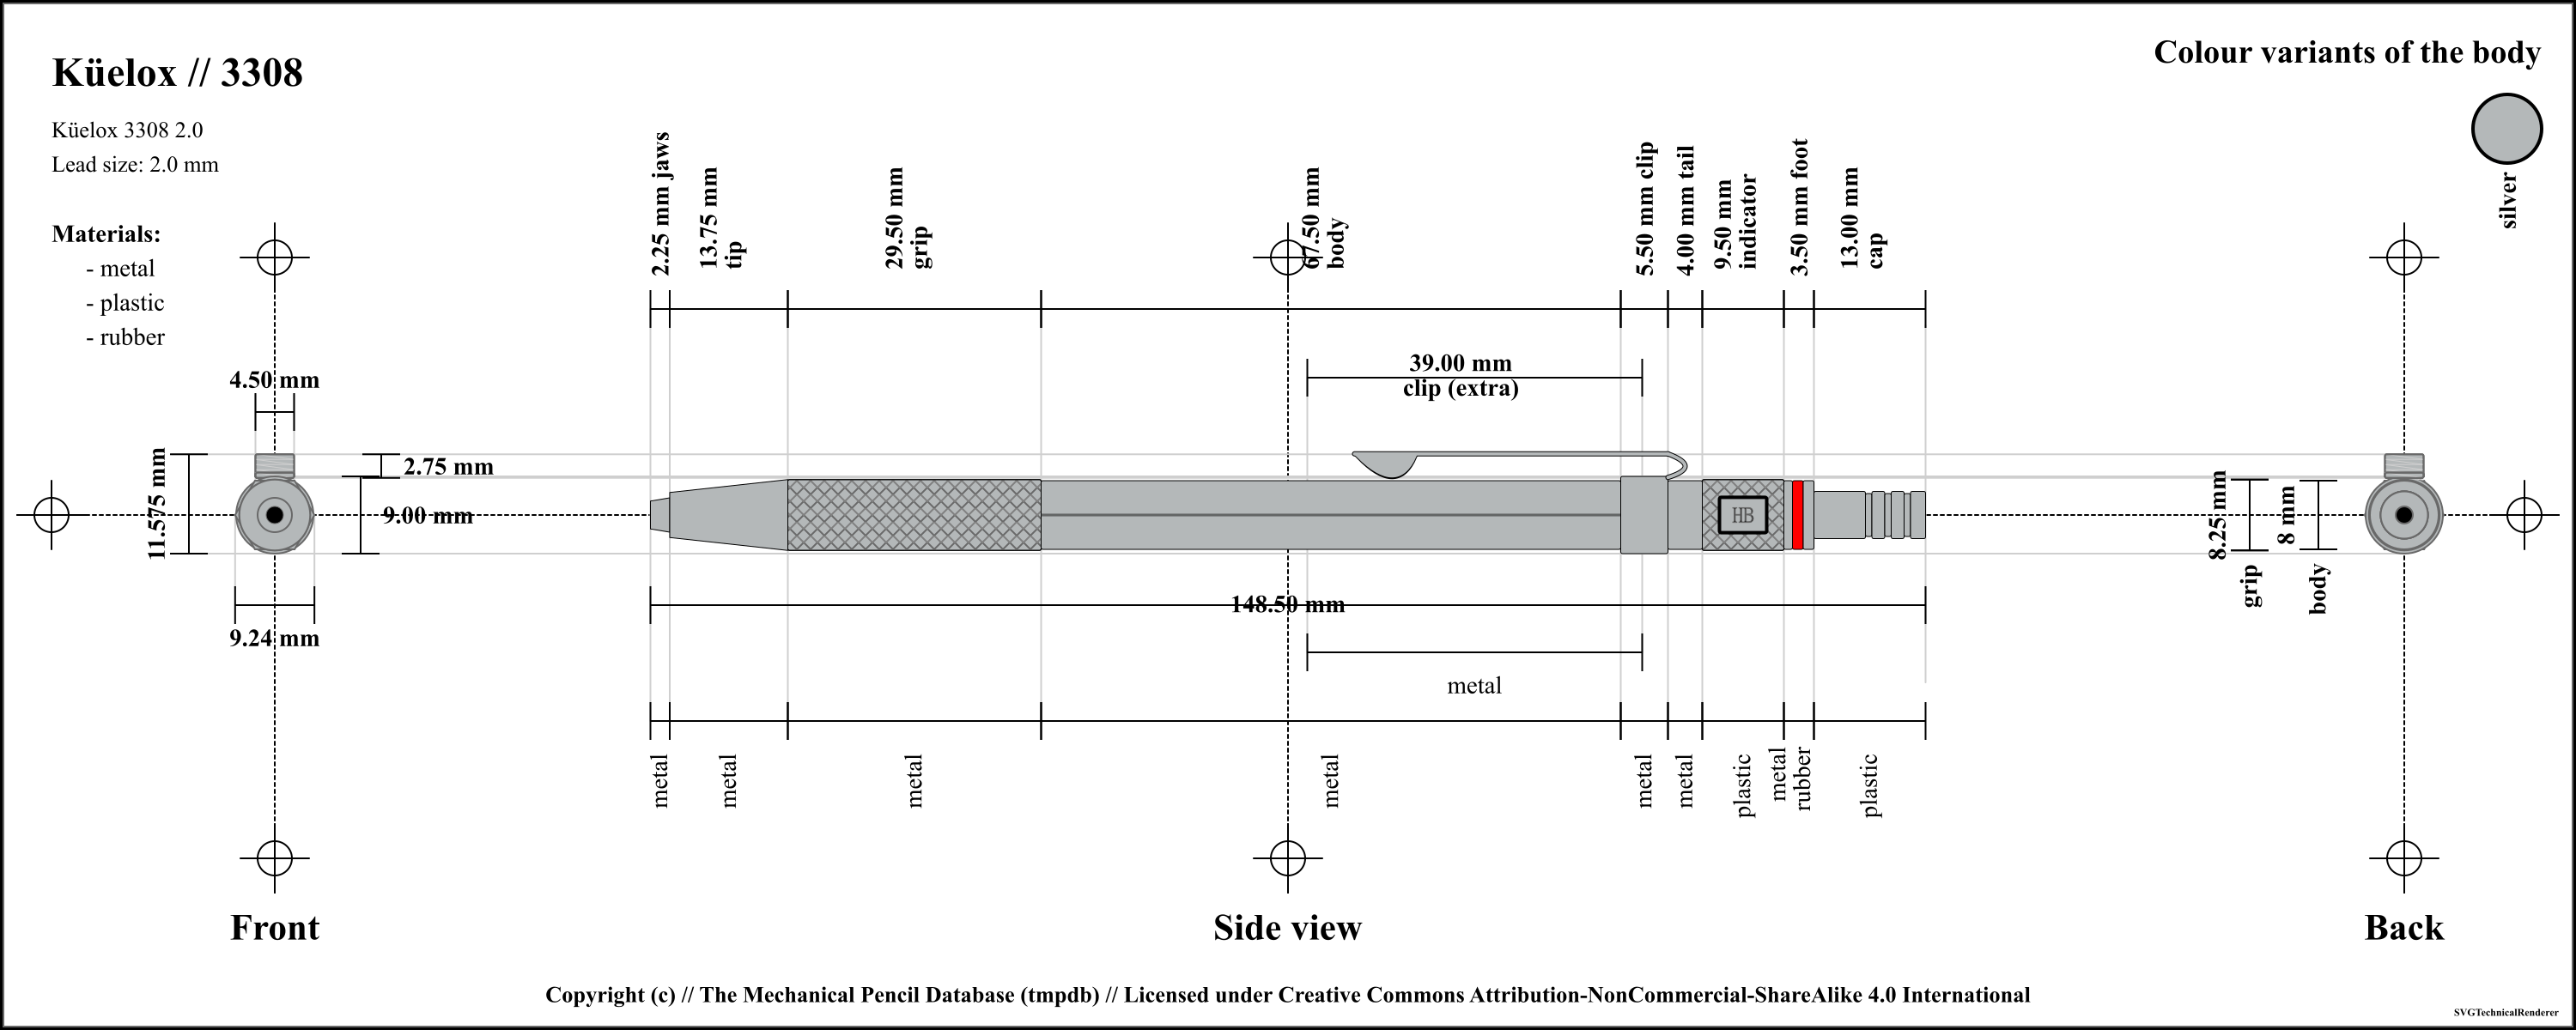 Küelox // 3308
Küelox 3308 2.0
Lead size: 2.0 mm
Materials:
- metal
- plastic
- rubber
Colour variants of the body
silver
2.25 mm jaws
13.75 mm
tip
29.50 mm
grip
67.50 mm
body
5.50 mm clip
4.00 mm tail
9.50 mm
indicator
3.50 mm foot
13.00 mm
cap
39.00 mm
clip (extra)
4.50 mm
11.575 mm
2.75 mm
9.00 mm
9.24 mm
HB
148.50 mm
metal
8.25 mm
grip
8 mm
body
metal
metal
metal
metal
metal
metal
plastic
metal
rubber
plastic
Front
Side view
Back
Copyright (c) // The Mechanical Pencil Database (tmpdb) // Licensed under Creative Commons Attribution-NonCommercial-ShareAlike 4.0 International
SVGTechnicalRenderer